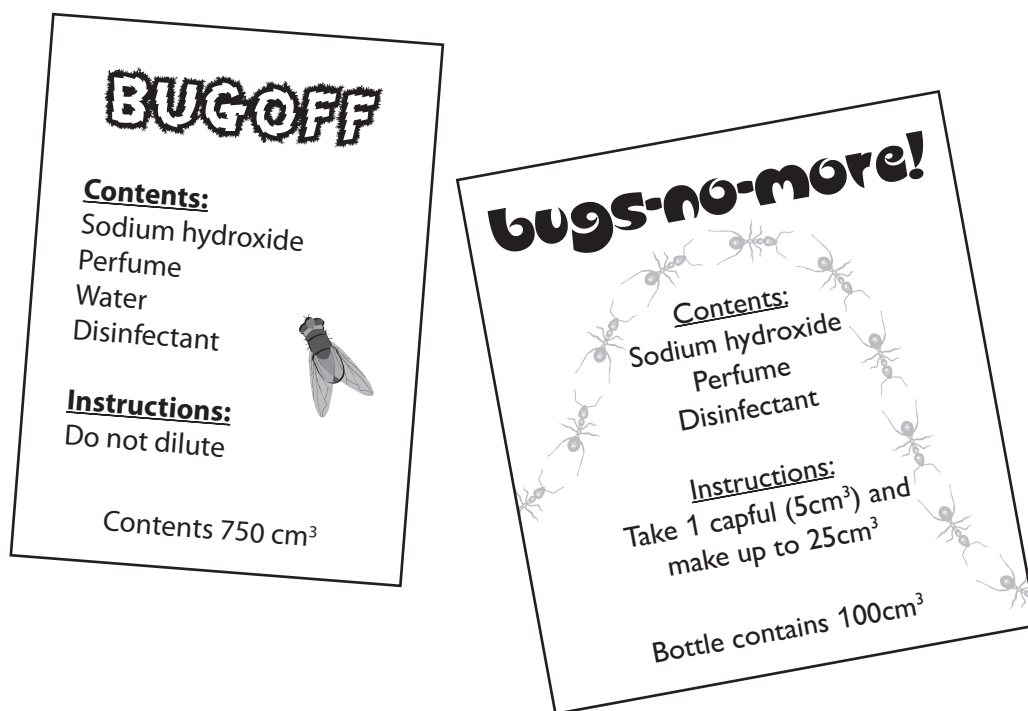 BUGOFF
Contents:
Sodium hydroxide
Perfume
Water
Disinfectant
Instructions:
Do not dilute
Contents 750 cm³
bugs-no-more!
Contents:
Sodium hydroxide
Perfume
Disinfectant
Instructions:
Take 1 capful (5cm³) and
make up to 25cm³
Bottle contains 100cm³